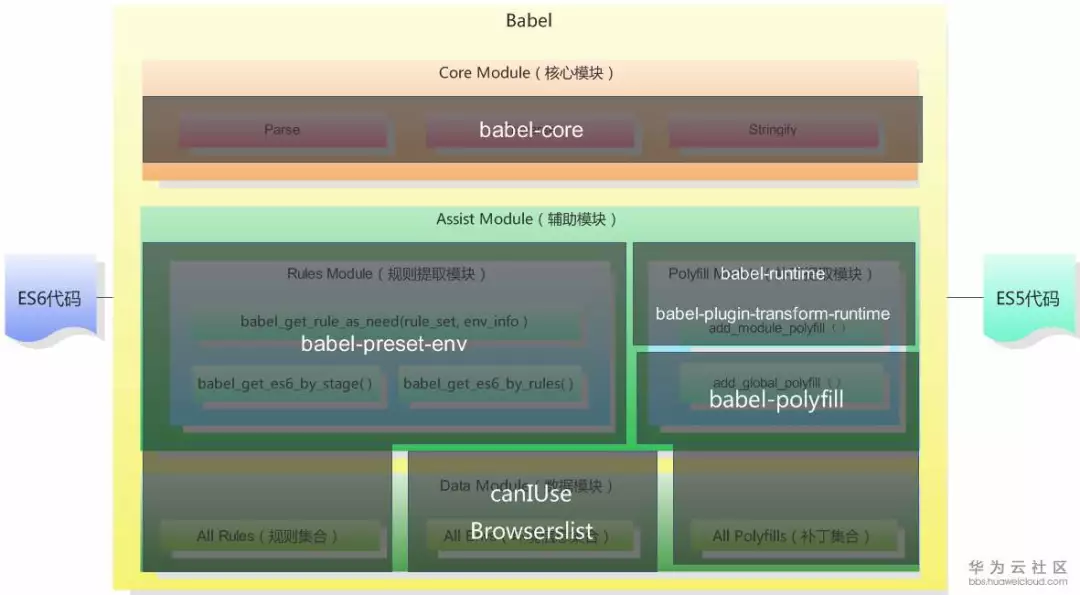 Babel
Core Module（核心模块）
Parse
babel-core
Stringify
Assist Module（辅助模块）
Rules Module（规则提取模块）
babel_get_rule_as_need(rule_set, env_info )
babel-preset-env
babel_get_es6_by_stage( )
babel_get_es6_by_rules( )
Polyfill
babel-runtime
模块）
babel-plugin-transform-runtime
add_module_polyfill （ ）
add_global_polyfill （ ）
babel-polyfill
ES6代码
ES5代码
Data Module（数据模块）
canIUse
Browserslist
All Rules（规则集合）
All
集合）
All Polyfills（补丁集合）
华为云社区
bbs.huaweicloud.com